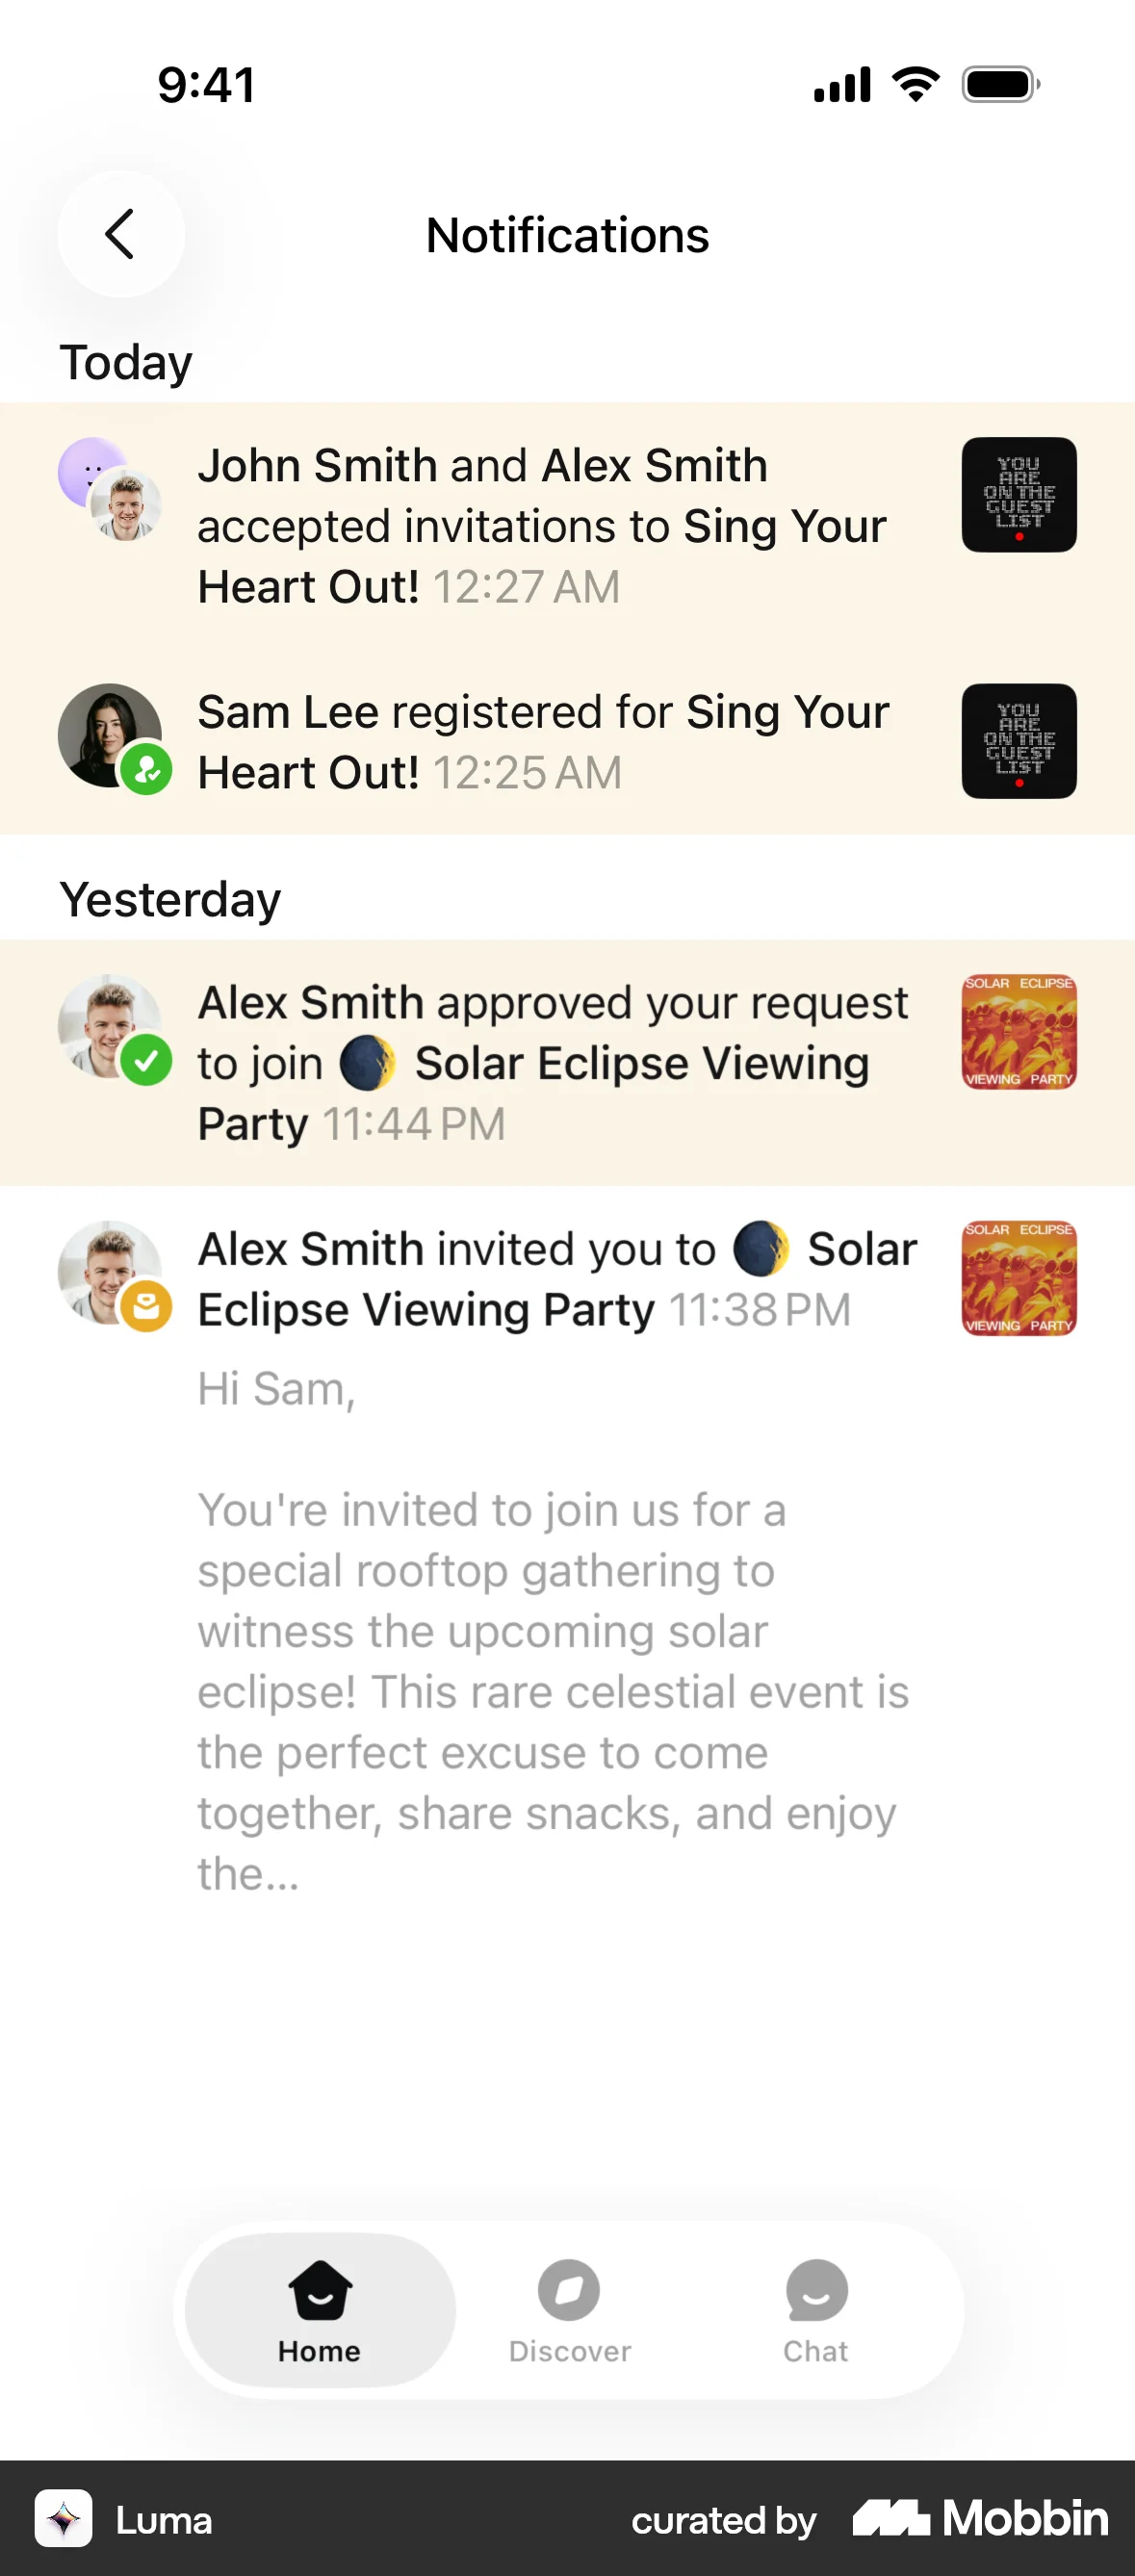 9:41
Notifications
Today
John Smith and Alex Smith
accepted invitations to Sing Your
Heart Out! 12:27 AM
YOU
ARE
ON THE
GUEST
LIST
Sam Lee registered for Sing Your
Heart Out! 12:25 AM
YOU
ARE
ON THE
GUEST
LIST
Yesterday
Alex Smith approved your request
to join 🌒 Solar Eclipse Viewing
Party 11:44 PM
SOLAR ECLIPSE
VIEWING PARTY
Alex Smith invited you to 🌒 Solar
Eclipse Viewing Party 11:38 PM
SOLAR ECLIPSE
VIEWING PARTY
Hi Sam,
You're invited to join us for a
special rooftop gathering to
witness the upcoming solar
eclipse! This rare celestial event is
the perfect excuse to come
together, share snacks, and enjoy
the...
Home
Discover
Chat
Luma
curated by
Mobbin